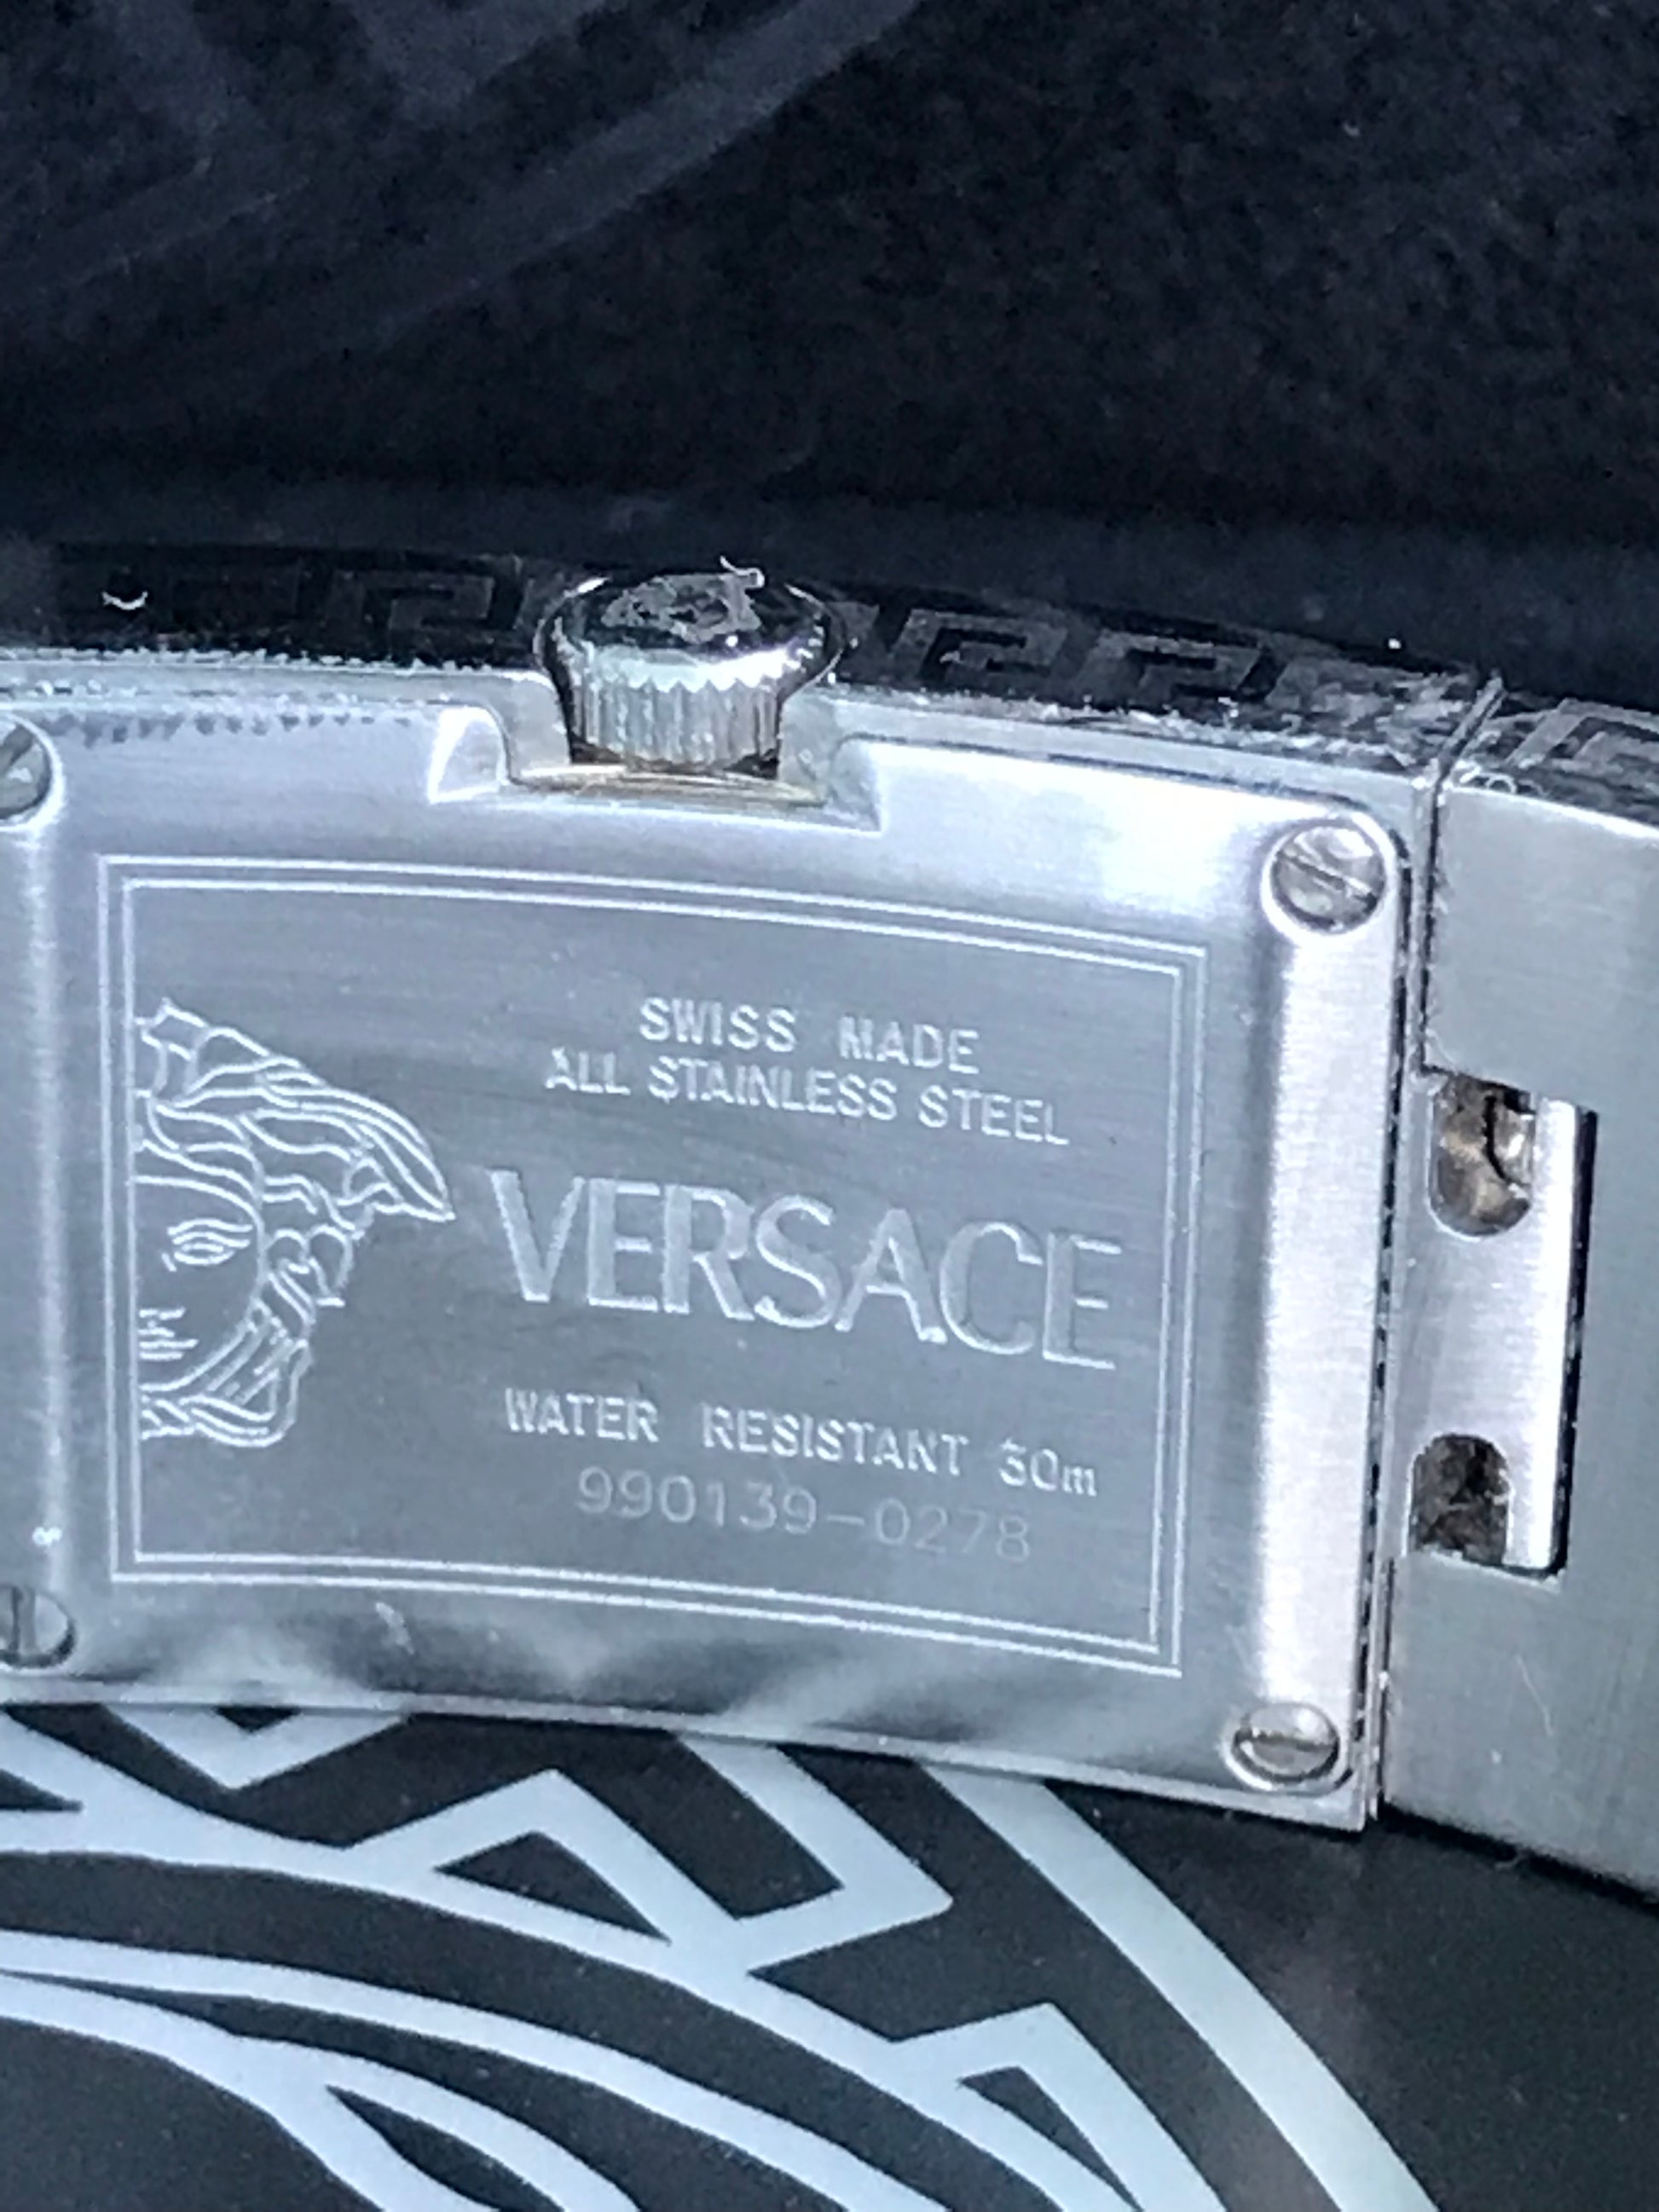 SWISS MADE
ALL STAINLESS STEEL
VERSACE
WATER RESISTANT 30m
990139-0278